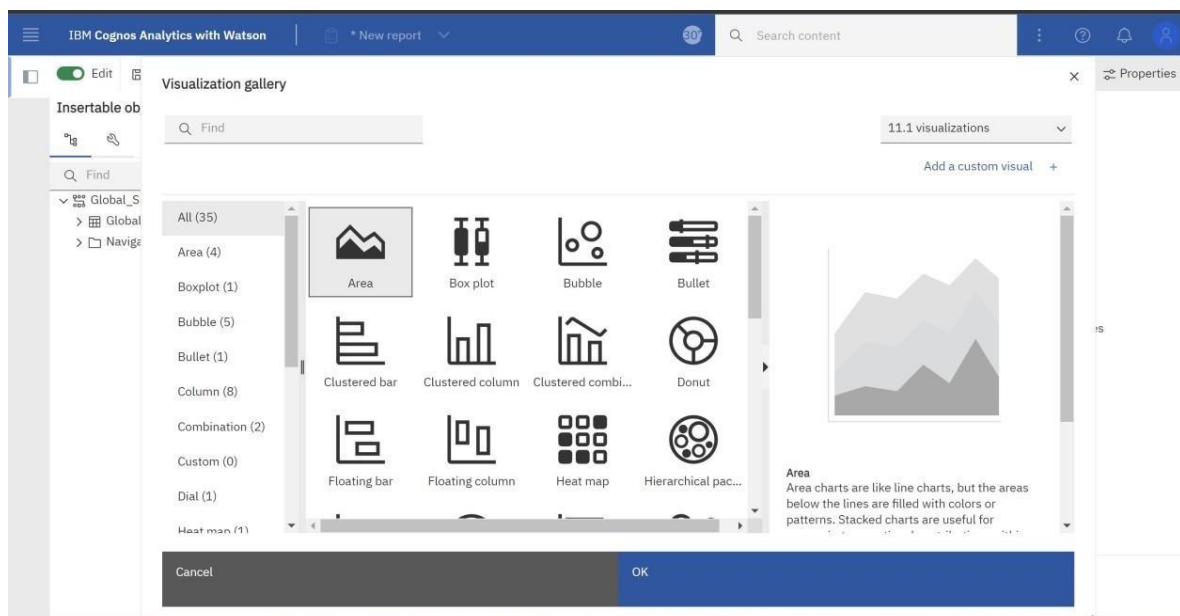 IBM Cognos Analytics with Watson
* New report
30
Search content
Edit
Properties
Insertable ob
Find
Global_S
Global
Naviga
Visualization gallery
Find
11.1 visualizations
Add a custom visual +
All (35)
Area (4)
Boxplot (1)
Bubble (5)
Bullet (1)
Column (8)
Combination (2)
Custom (0)
Dial (1)
Heat map (1)
Area
Box plot
Bubble
Bullet
Clustered bar
Clustered column
Clustered combi...
Donut
Floating bar
Floating column
Heat map
Hierarchical pac...
Area
Area charts are like line charts, but the areas
below the lines are filled with colors or
patterns. Stacked charts are useful for
es
Cancel
OK